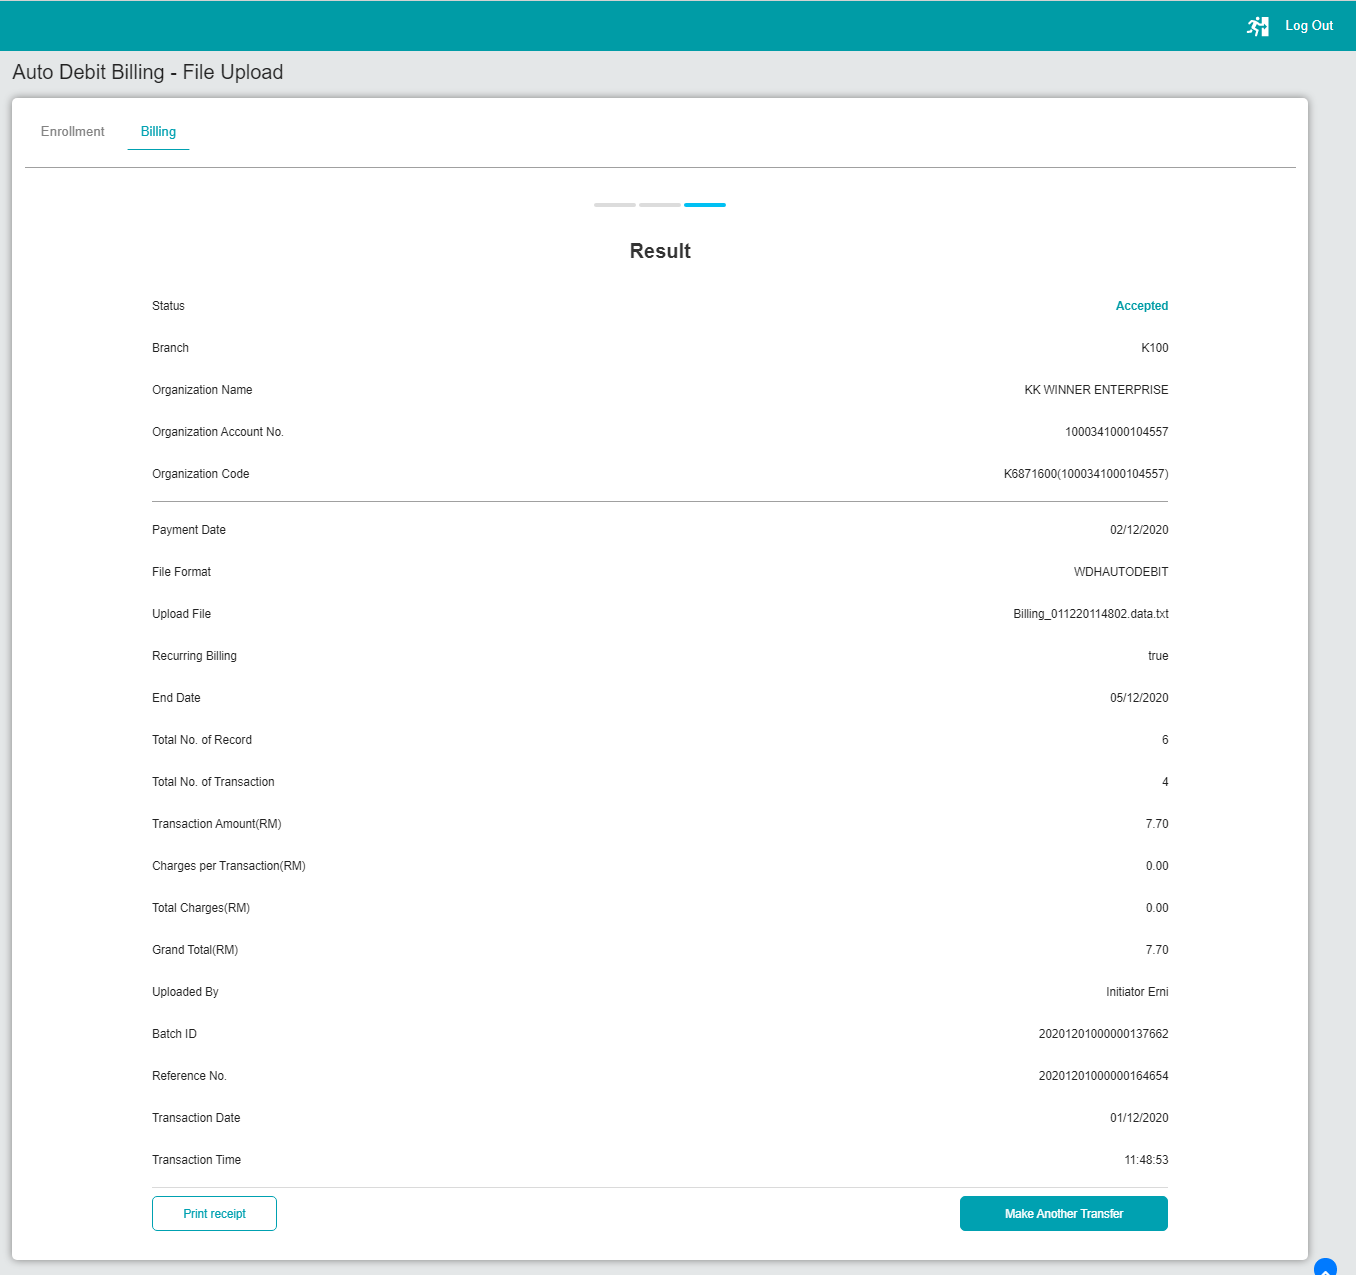 Log Out
Auto Debit Billing - File Upload
Enrollment Billing
Result
Status Accepted
Branch K100
Organization Name KK WINNER ENTERPRISE
Organization Account No. 1000341000104557
Organization Code K6871600(1000341000104557)
Payment Date 02/12/2020
File Format WDHAUTODEBIT
Upload File Billing_011220114802.data.txt
Recurring Billing true
End Date 05/12/2020
Total No. of Record 6
Total No. of Transaction 4
Transaction Amount(RM) 7.70
Charges per Transaction(RM) 0.00
Total Charges(RM) 0.00
Grand Total(RM) 7.70
Uploaded By Initiator Erni
Batch ID 20201201000000137662
Reference No. 20201201000000164654
Transaction Date 01/12/2020
Transaction Time 11:48:53
Print receipt Make Another Transfer